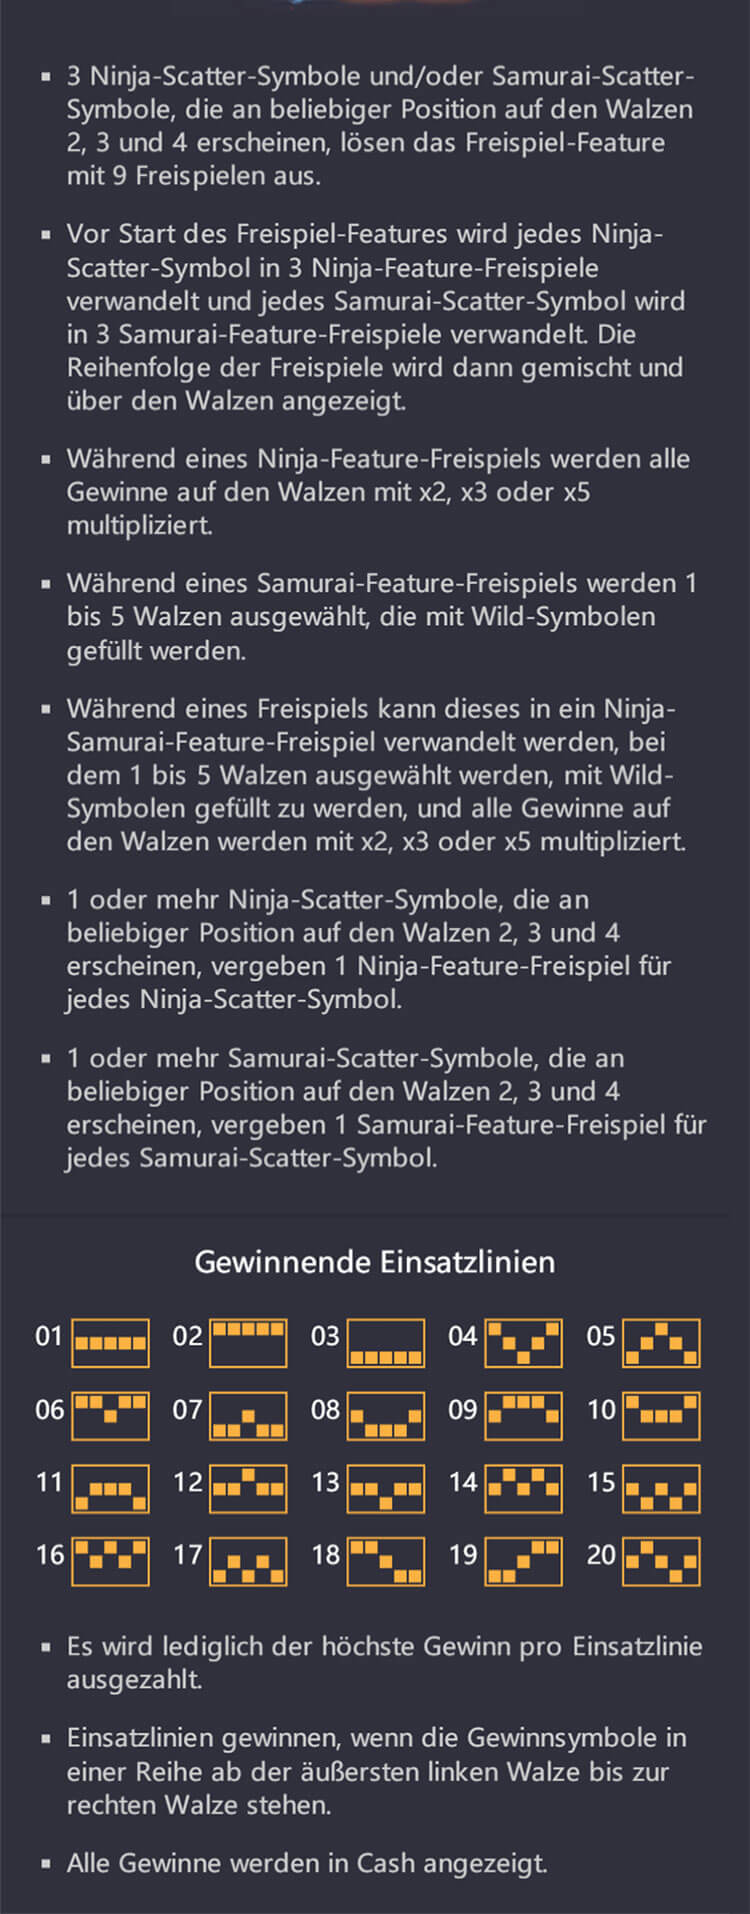 ▪ 3 Ninja-Scatter-Symbole und/oder Samurai-Scatter-
Symbole, die an beliebiger Position auf den Walzen
2, 3 und 4 erscheinen, lösen das Freispiel-Feature
mit 9 Freispielen aus.
▪ Vor Start des Freispiel-Features wird jedes Ninja-
Scatter-Symbol in 3 Ninja-Feature-Freispiele
verwandelt und jedes Samurai-Scatter-Symbol wird
in 3 Samurai-Feature-Freispiele verwandelt. Die
Reihenfolge der Freispiele wird dann gemischt und
über den Walzen angezeigt.
▪ Während eines Ninja-Feature-Freispiels werden alle
Gewinne auf den Walzen mit x2, x3 oder x5
multipliziert.
▪ Während eines Samurai-Feature-Freispiels werden 1
bis 5 Walzen ausgewählt, die mit Wild-Symbolen
gefüllt werden.
▪ Während eines Freispiels kann dieses in ein Ninja-
Samurai-Feature-Freispiel verwandelt werden, bei
dem 1 bis 5 Walzen ausgewählt werden, mit Wild-
Symbolen gefüllt zu werden, und alle Gewinne auf
den Walzen werden mit x2, x3 oder x5 multipliziert.
▪ 1 oder mehr Ninja-Scatter-Symbole, die an
beliebiger Position auf den Walzen 2, 3 und 4
erscheinen, vergeben 1 Ninja-Feature-Freispiel für
jedes Ninja-Scatter-Symbol.
▪ 1 oder mehr Samurai-Scatter-Symbole, die an
beliebiger Position auf den Walzen 2, 3 und 4
erscheinen, vergeben 1 Samurai-Feature-Freispiel für
jedes Samurai-Scatter-Symbol.
Gewinnende Einsatzlinien
01 02 03 04 05
06 07 08 09 10
11 12 13 14 15
16 17 18 19 20
▪ Es wird lediglich der höchste Gewinn pro Einsatzlinie
ausgezahlt.
▪ Einsatzlinien gewinnen, wenn die Gewinnsymbole in
einer Reihe ab der äußersten linken Walze bis zur
rechten Walze stehen.
▪ Alle Gewinne werden in Cash angezeigt.